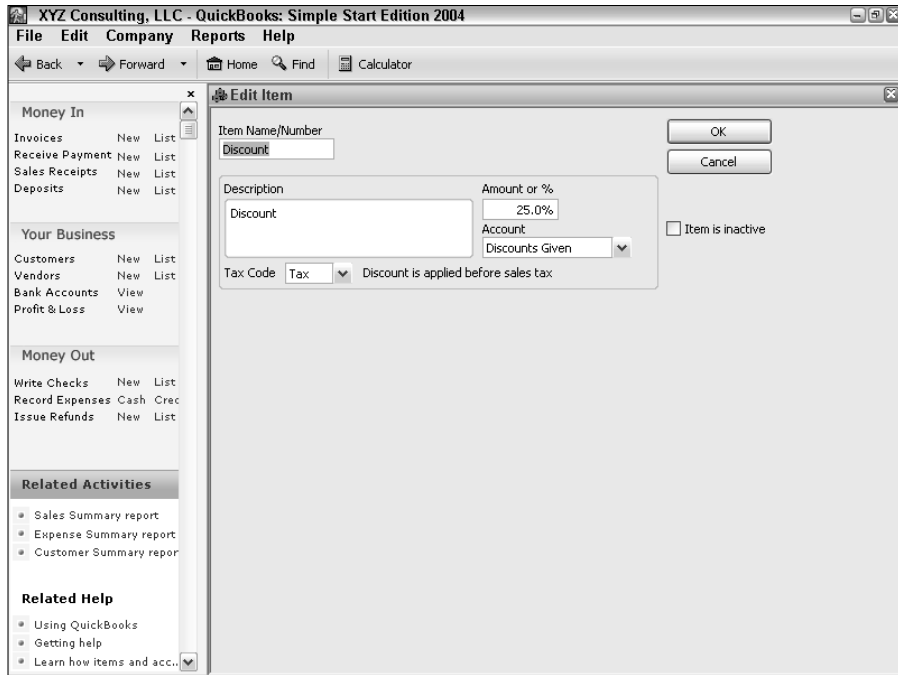 XYZ Consulting, LLC - QuickBooks: Simple Start Edition 2004
File Edit Company Reports Help
Back Forward Home Find Calculator
Money In
Invoices New List
Receive Payment New List
Sales Receipts New List
Deposits New List
Your Business
Customers New List
Vendors New List
Bank Accounts View
Profit & Loss View
Money Out
Write Checks New List
Record Expenses Cash Cred
Issue Refunds New List
Related Activities
Sales Summary report
Expense Summary report
Customer Summary repor
Related Help
Using QuickBooks
Getting help
Learn how items and acc...
Edit Item
Item Name/Number
Discount
OK
Cancel
Description
Discount
Amount or %
25.0%
Account
Discounts Given
Item is inactive
Tax Code Tax Discount is applied before sales tax